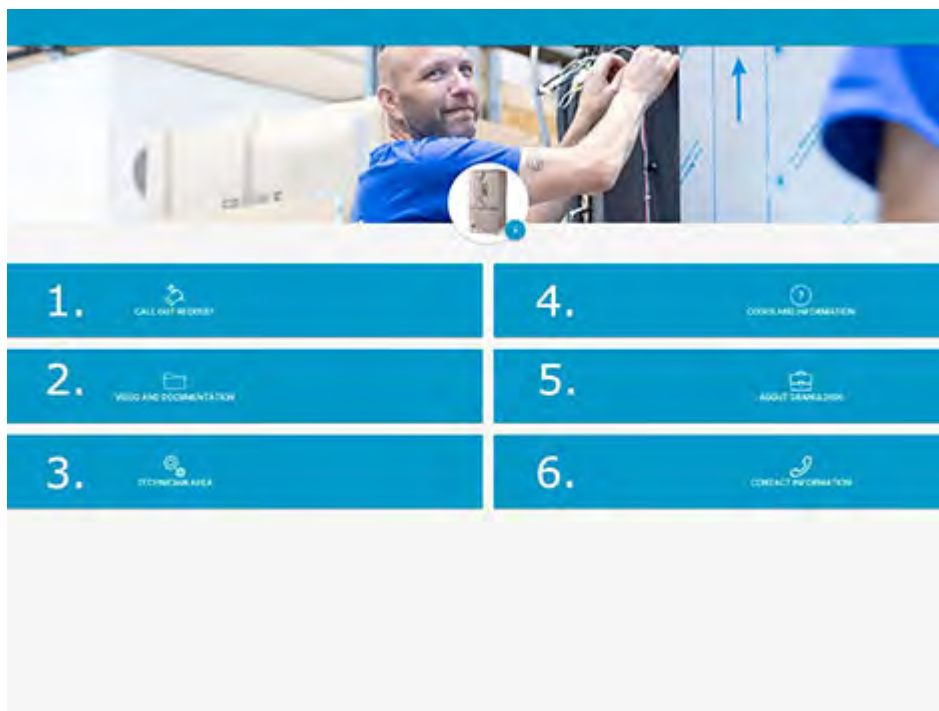 1.
CALL OUT REQUEST
2.
VIDEO AND DOCUMENTATION
3.
TECHNICIAN AREA
4.
CODES AND INFORMATION
5.
ABOUT GRANULDISK
6.
CONTACT INFORMATION